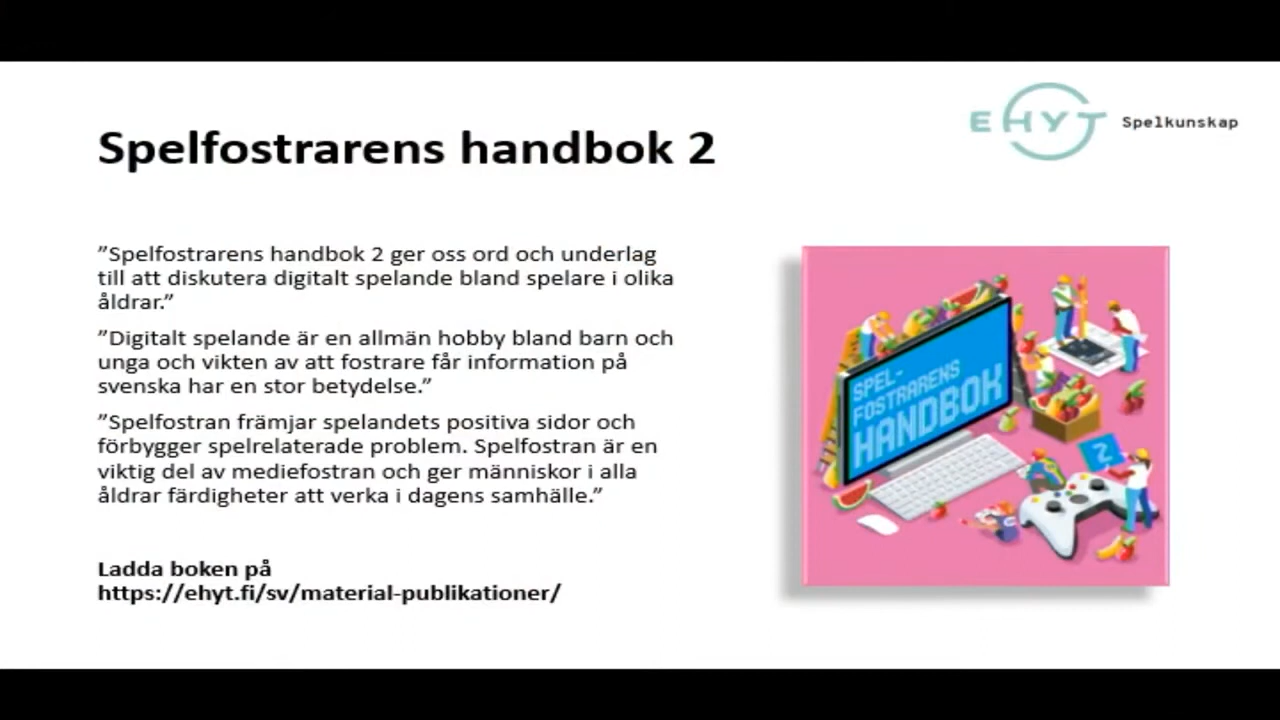 EHYT Spelkunskap
Spelfostrarens handbok 2
”Spelfostrarens handbok 2 ger oss ord och underlag
till att diskutera digitalt spelande bland spelare i olika
åldrar.”
”Digitalt spelande är en allmän hobby bland barn och
unga och vikten av att fostrare får information på
svenska har en stor betydelse.”
”Spelfostran främjar spelandets positiva sidor och
förbygger spelrelaterade problem. Spelfostran är en
viktig del av mediefostran och ger människor i alla
åldrar färdigheter att verka i dagens samhälle.”
Ladda boken på
https://ehyt.fi/sv/material-publikationer/
SPEL-
FOSTRARENS
HANDBOK
2